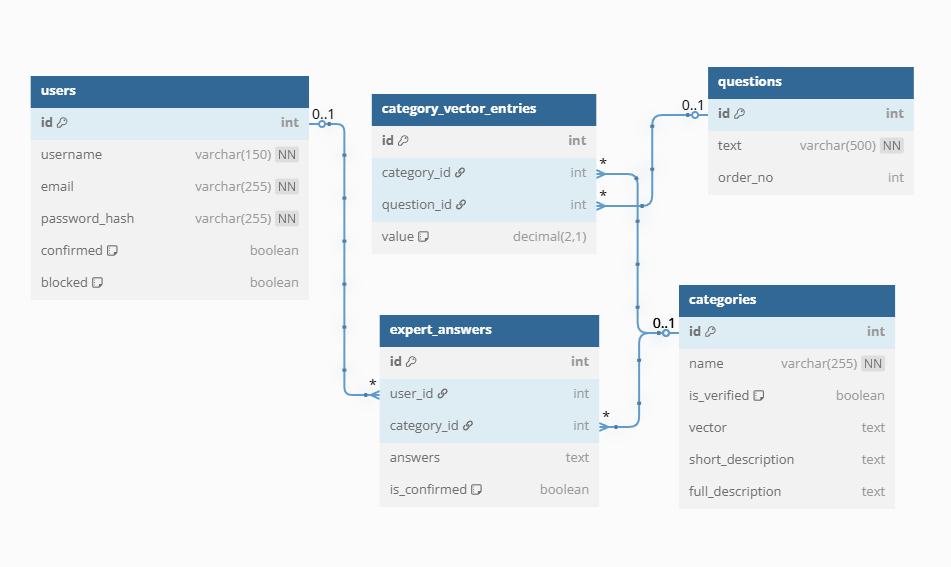 users
id int
username varchar(150) NN
email varchar(255) NN
password_hash varchar(255) NN
confirmed boolean
blocked boolean
0..1
*
category_vector_entries
id int
category_id int
question_id int
value decimal(2,1)
*
*
expert_answers
id int
user_id int
category_id int
answers text
is_confirmed boolean
*
questions
id int
text varchar(500) NN
order_no int
0..1
categories
id int
name varchar(255) NN
is_verified boolean
vector text
short_description text
full_description text
0..1